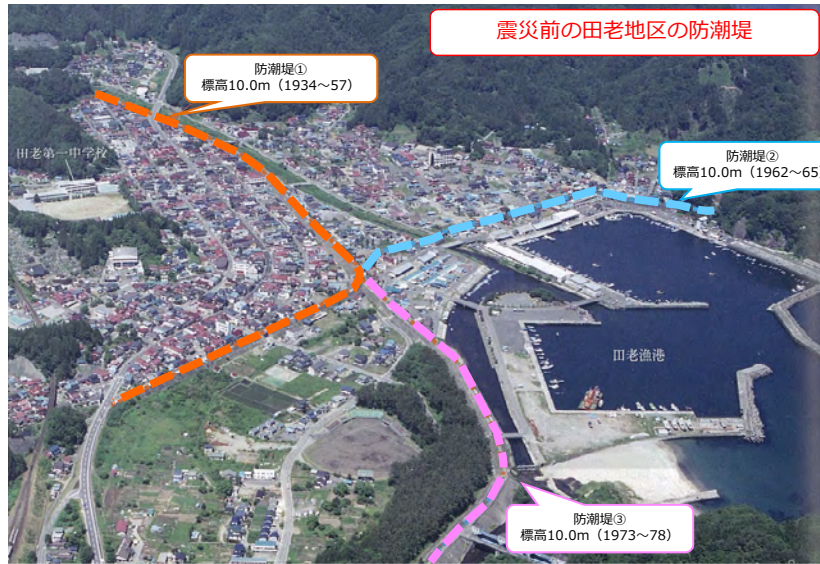 震災前の田老地区の防潮堤
防潮堤①
標高10.0m（1934～57）
田老第一中学校
防潮堤②
標高10.0m（1962～65）
田老漁港
防潮堤③
標高10.0m（1973～78）